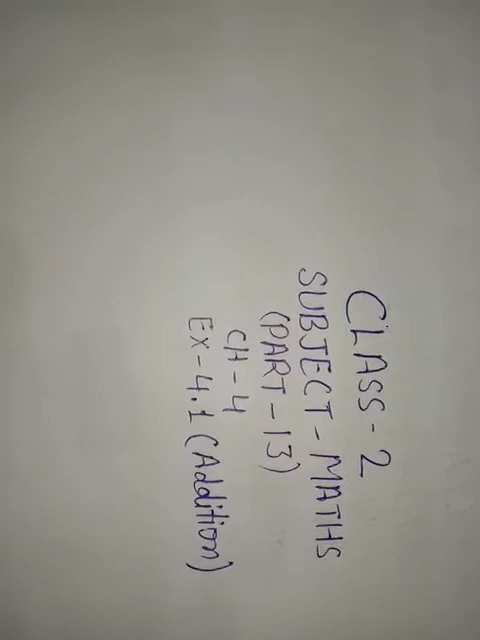 CLASS - 2
SUBJECT - MATHS
(PART - 13)
CH - 4
EX - 4.1 (Addition)